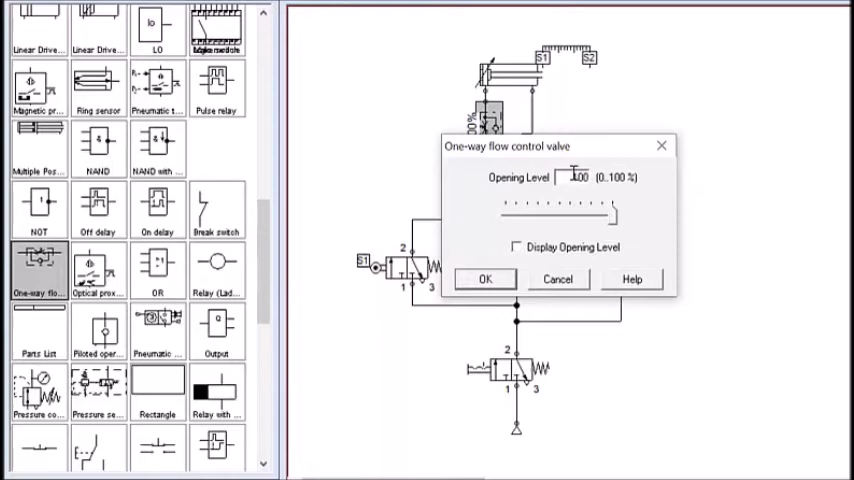 Linear Drive...
Linear Drive...
LO
Magnetic pr...
Ring sensor
Pneumatic t...
Pulse relay
Multiple Pos...
NAND
NAND with ...
NOT
Off delay
On delay
Break switch
One-way flo...
Optical prox...
OR
Relay (Lad...
Parts List
Piloted oper...
Pneumatic ...
Output
Pressure co...
Pressure se...
Rectangle
Relay with ...
S1
S2
One-way flow control valve
Opening Level 100 (0..100 %)
Display Opening Level
OK
Cancel
Help
S1
2
1
3
2
1
3